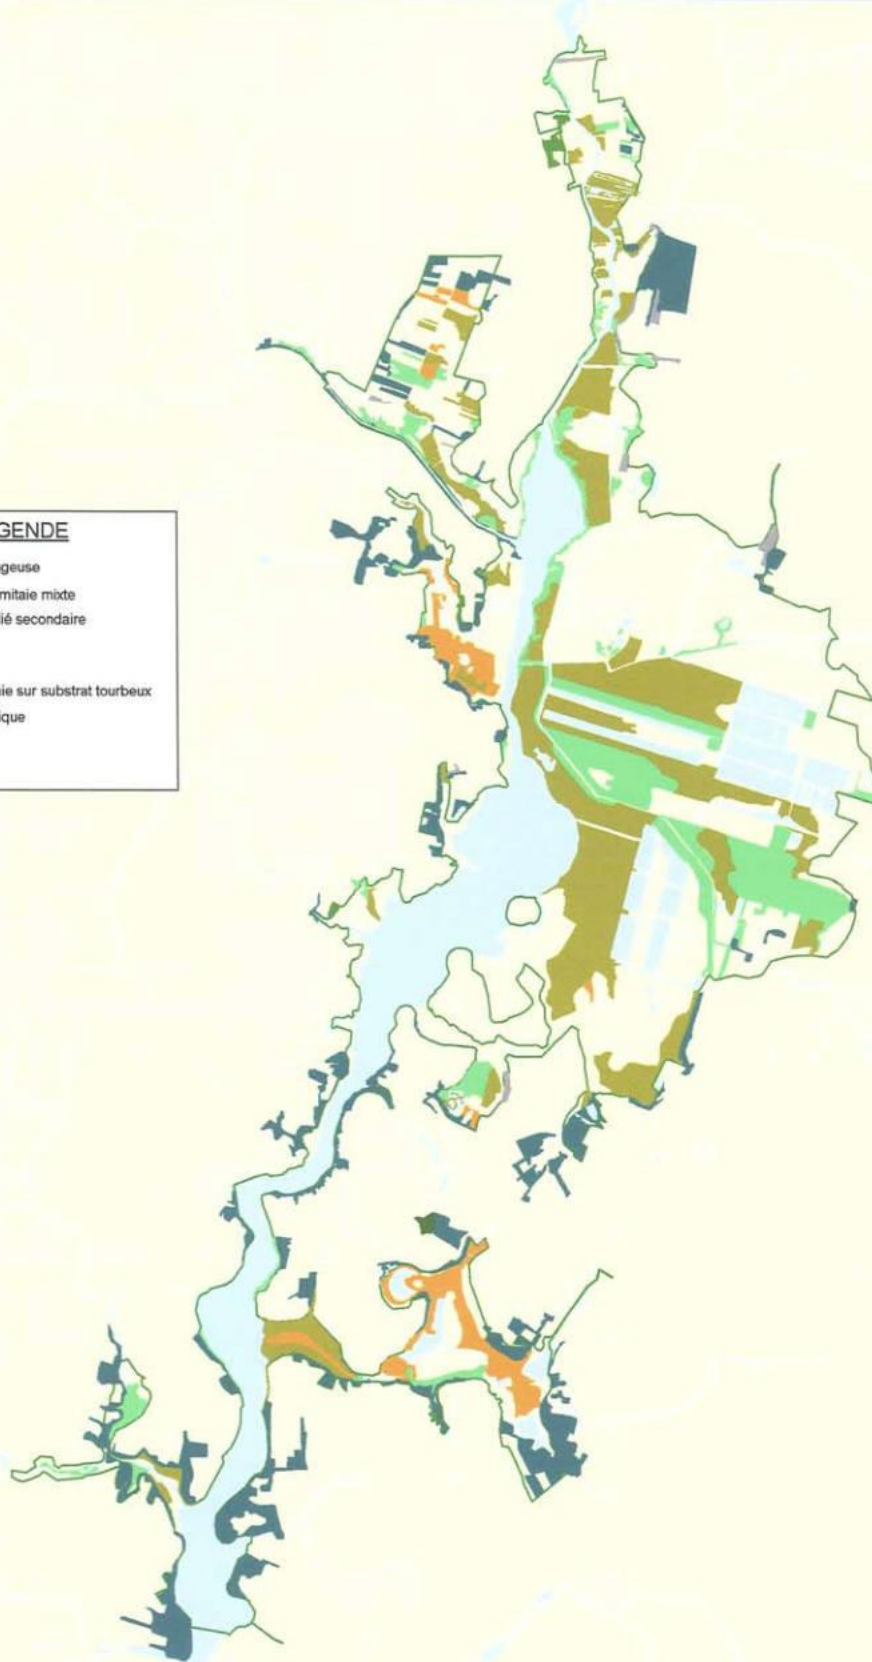 GENDE
geuse
mitaie mixte
ié secondaire
ie sur substrat tourbeux
ique